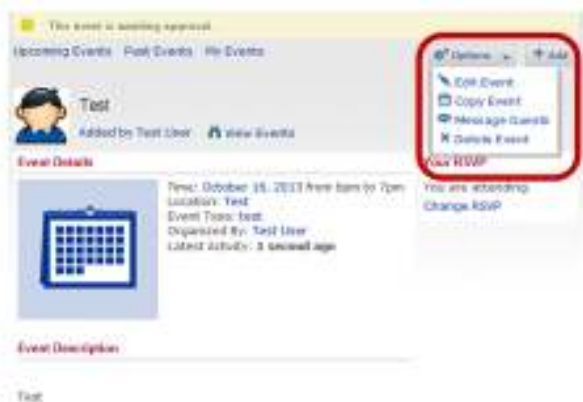 This event is awaiting approval
Upcoming Events Past Events My Events
Options + Add
Edit Event
Copy Event
Message Guests
Delete Event
Test
Added by Test User View Events
Event Details
Your RSVP
Time: October 16, 2013 from 6pm to 7pm
Location: Test
Event Type: test
Organized By: Test User
Latest Activity: 1 second ago
You are attending.
Change RSVP
Event Description
Test